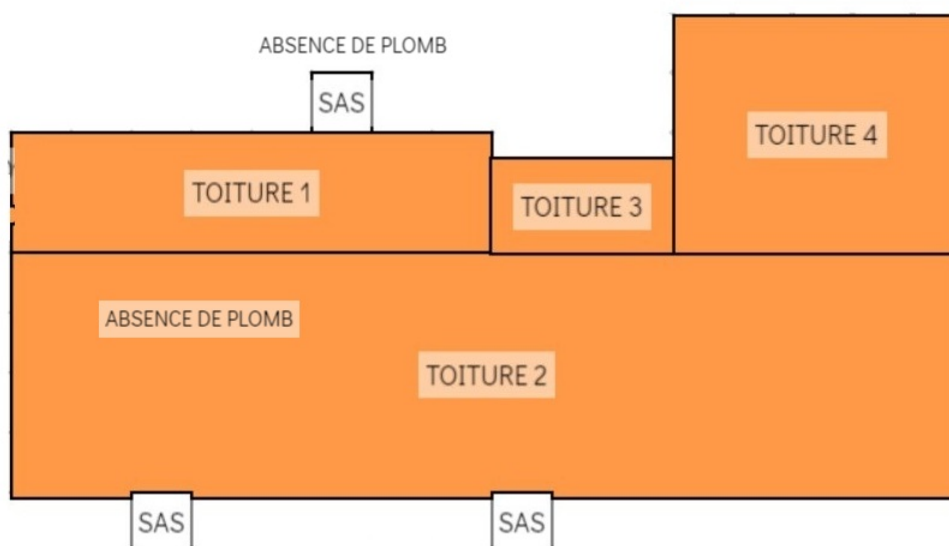 ABSENCE DE PLOMB
SAS
TOITURE 4
TOITURE 1
TOITURE 3
ABSENCE DE PLOMB
TOITURE 2
SAS
SAS